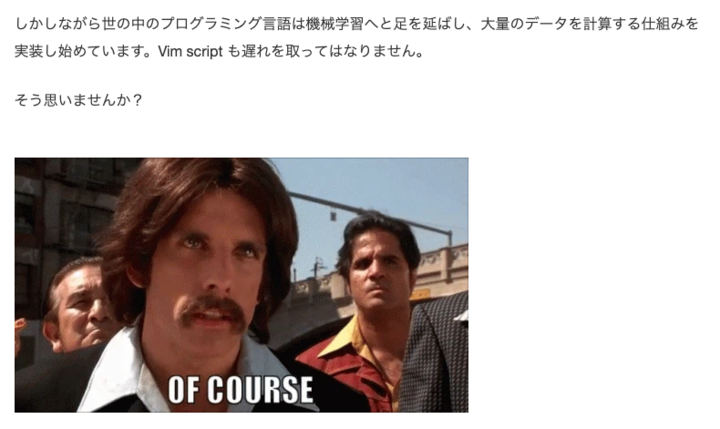 しかしながら世の中のプログラミング言語は機械学習へと足を延ばし、大量のデータを計算する仕組みを
実装し始めています。Vim script も遅れを取ってはなりません。
そう思いませんか？
OF COURSE